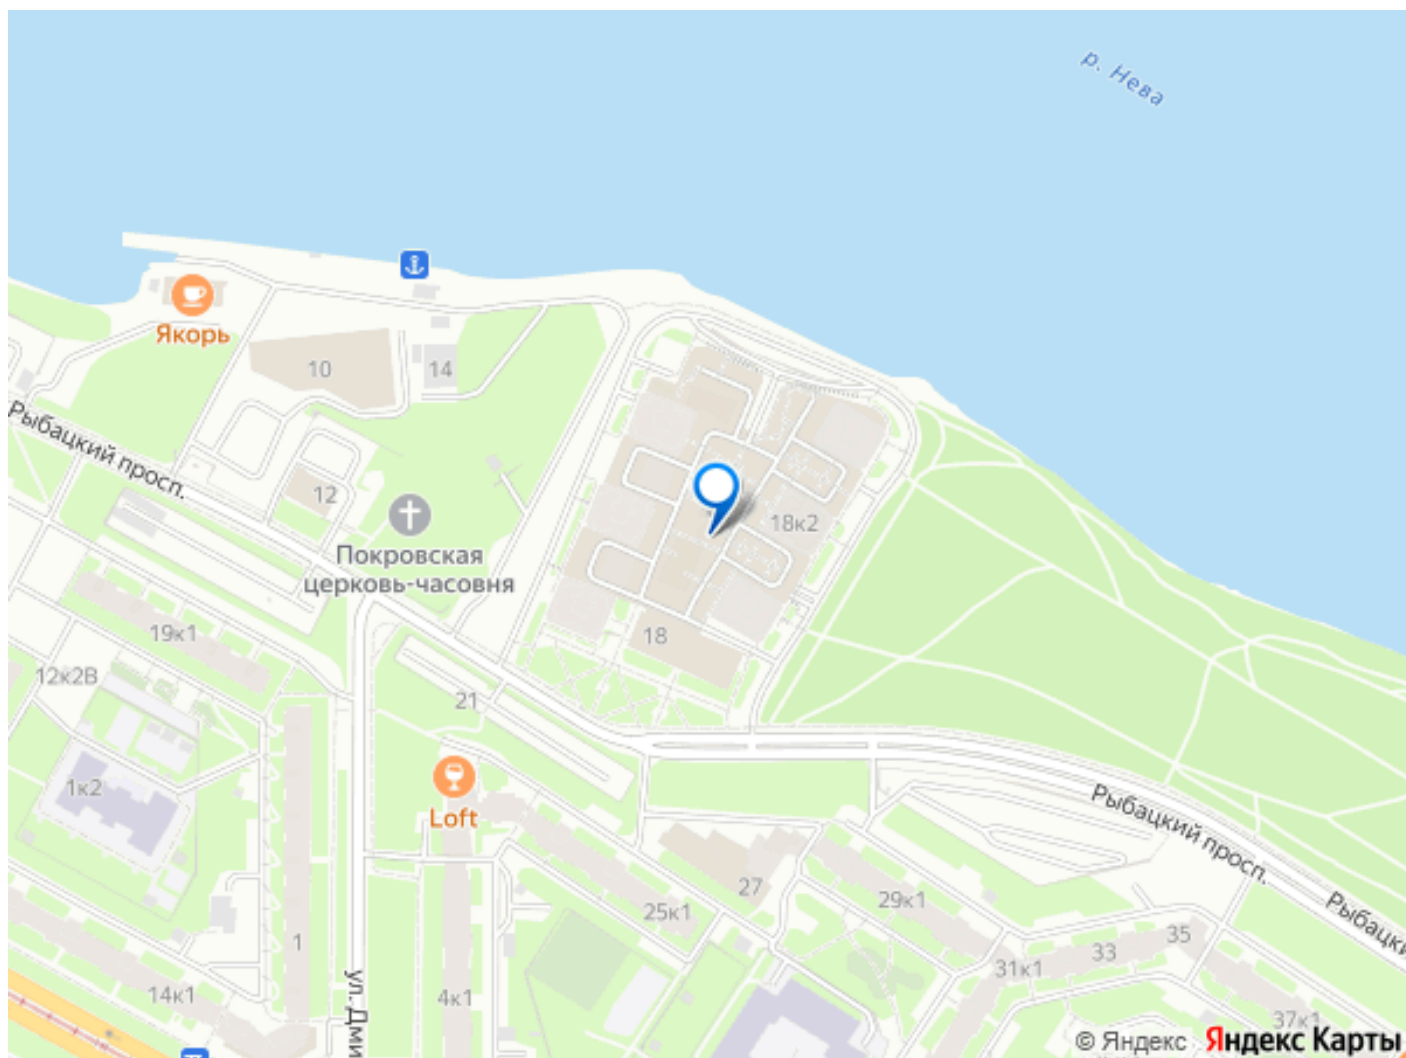 р. Нева
Якорь
10
14
Рыбацкий просп.
12
18к2
Покровская
церковь-часовня
19к1
18
12к2В
21
1к2
Loft
Рыбацкий просп.
27
25к1
29к1
Рыбацки
1
35
33
31к1
ул. Дми
14к1
4к1
37к1
© Яндекс Яндекс Карты